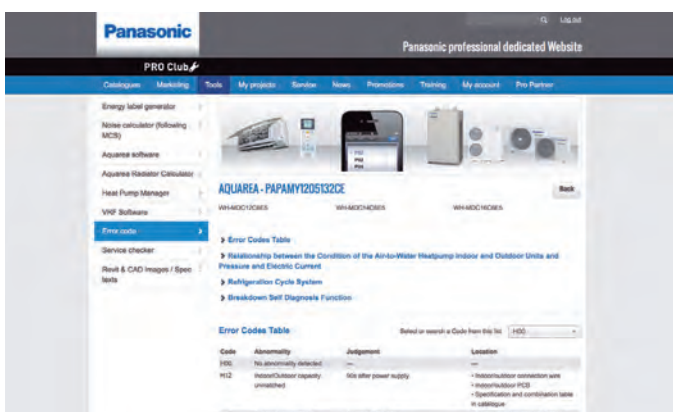 Log out
Panasonic
Panasonic professional dedicated Website
PRO Club
Catalogues Marketing Tools My projects Service News Promotions Training My account Pro Partner
Energy label generator
Noise calculator (following MCS)
Aquarea software
Aquarea Radiator Calculator
Heat Pump Manager
VRF Software
Error code
Service checker
Revit & CAD images / Spec texts
AQUAREA - PAPAMY1205132CE
Back
WH-MDC12C6E5 WH-MDC14C6E5 WH-MDC16C6E5
Error Codes Table
Relationship between the Condition of the Air-to-Water Heatpump Indoor and Outdoor Units and
Pressure and Electric Current
Refrigeration Cycle System
Breakdown Self Diagnosis Function
Error Codes Table
Select or search a Code from this list H00
Code Abnormality Judgement Location
H00 No abnormality detected — —
H12 Indoor/Outdoor capacity unmatched 90s after power supply
• Indoor/outdoor connection wire
• Indoor/outdoor PCB
• Specification and combination table in catalogue